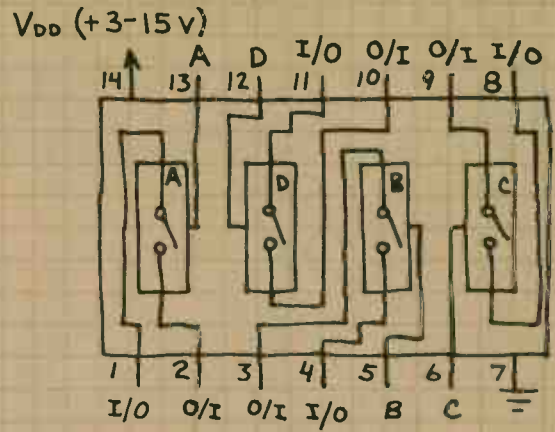 VDD (+3-15 V)
A D I/O O/I O/I I/O
14 13 12 11 10 9 8
A D B C
1 2 3 4 5 6 7
I/O O/I O/I I/O B C